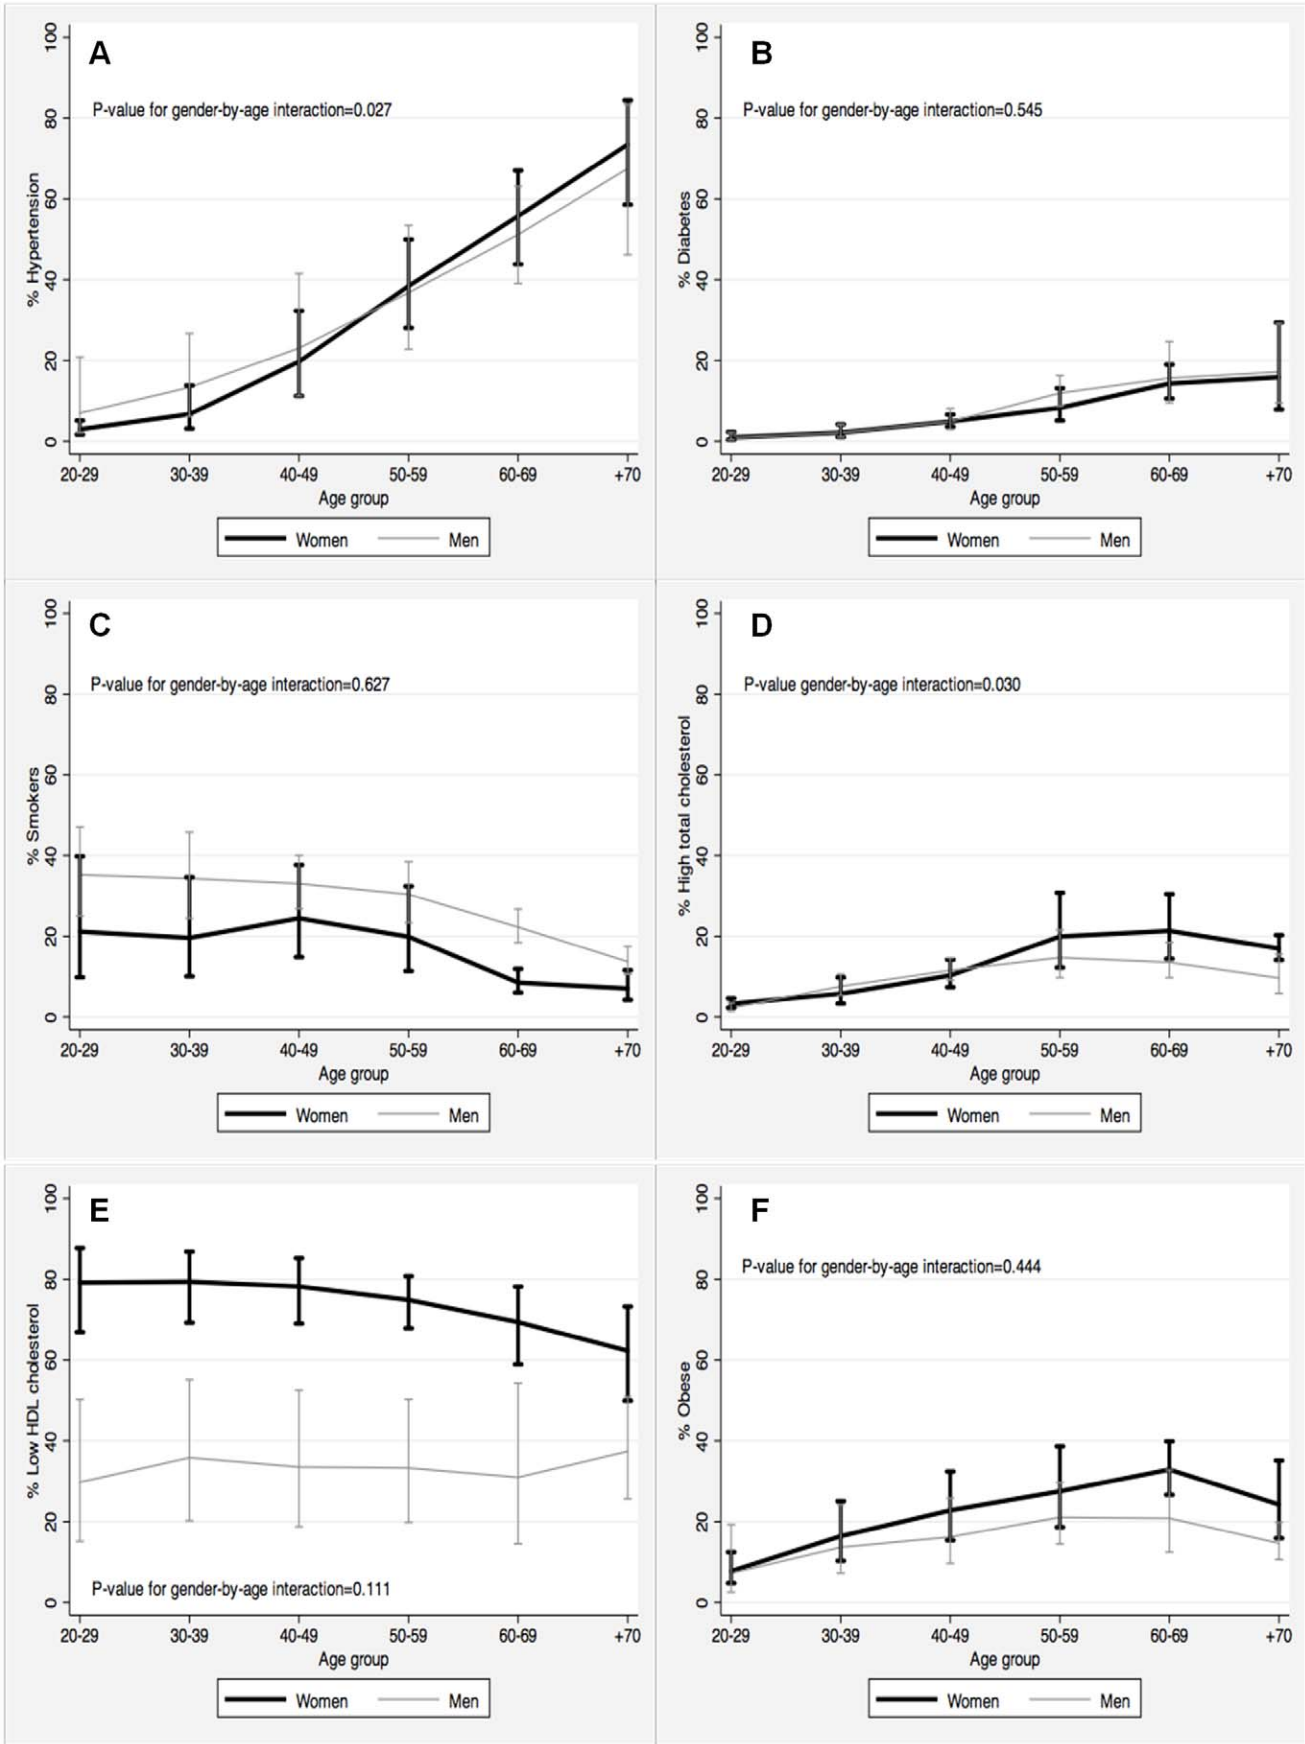 A
P-value for gender-by-age interaction=0.027
% Hypertension
100
80
60
40
20
0
20-29 30-39 40-49 50-59 60-69 +70
Age group
Women Men
B
P-value for gender-by-age interaction=0.545
% Diabetes
100
80
60
40
20
0
20-29 30-39 40-49 50-59 60-69 +70
Age group
Women Men
C
P-value for gender-by-age interaction=0.627
% Smokers
100
80
60
40
20
0
20-29 30-39 40-49 50-59 60-69 +70
Age group
Women Men
D
P-value gender-by-age interaction=0.030
% High total cholesterol
100
80
60
40
20
0
20-29 30-39 40-49 50-59 60-69 +70
Age group
Women Men
E
% Low HDL cholesterol
100
80
60
40
20
0
P-value for gender-by-age interaction=0.111
20-29 30-39 40-49 50-59 60-69 +70
Age group
Women Men
F
P-value for gender-by-age interaction=0.444
% Obese
100
80
60
40
20
0
20-29 30-39 40-49 50-59 60-69 +70
Age group
Women Men